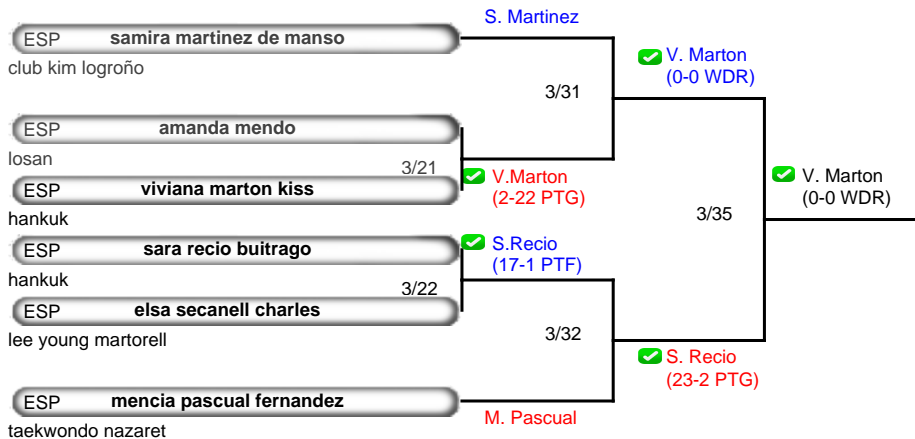 S. Martinez
ESP samira martinez de manso
club kim logroño
V. Marton
(0-0 WDR)
3/31
ESP amanda mendo
losan
3/21
V.Marton
(2-22 PTG)
ESP viviana marton kiss
hankuk
V. Marton
(0-0 WDR)
3/35
ESP sara recio buitrago
hankuk
S.Recio
(17-1 PTF)
3/22
ESP elsa secanell charles
lee young martorell
3/32
S. Recio
(23-2 PTG)
ESP mencia pascual fernandez
M. Pascual
taekwondo nazaret